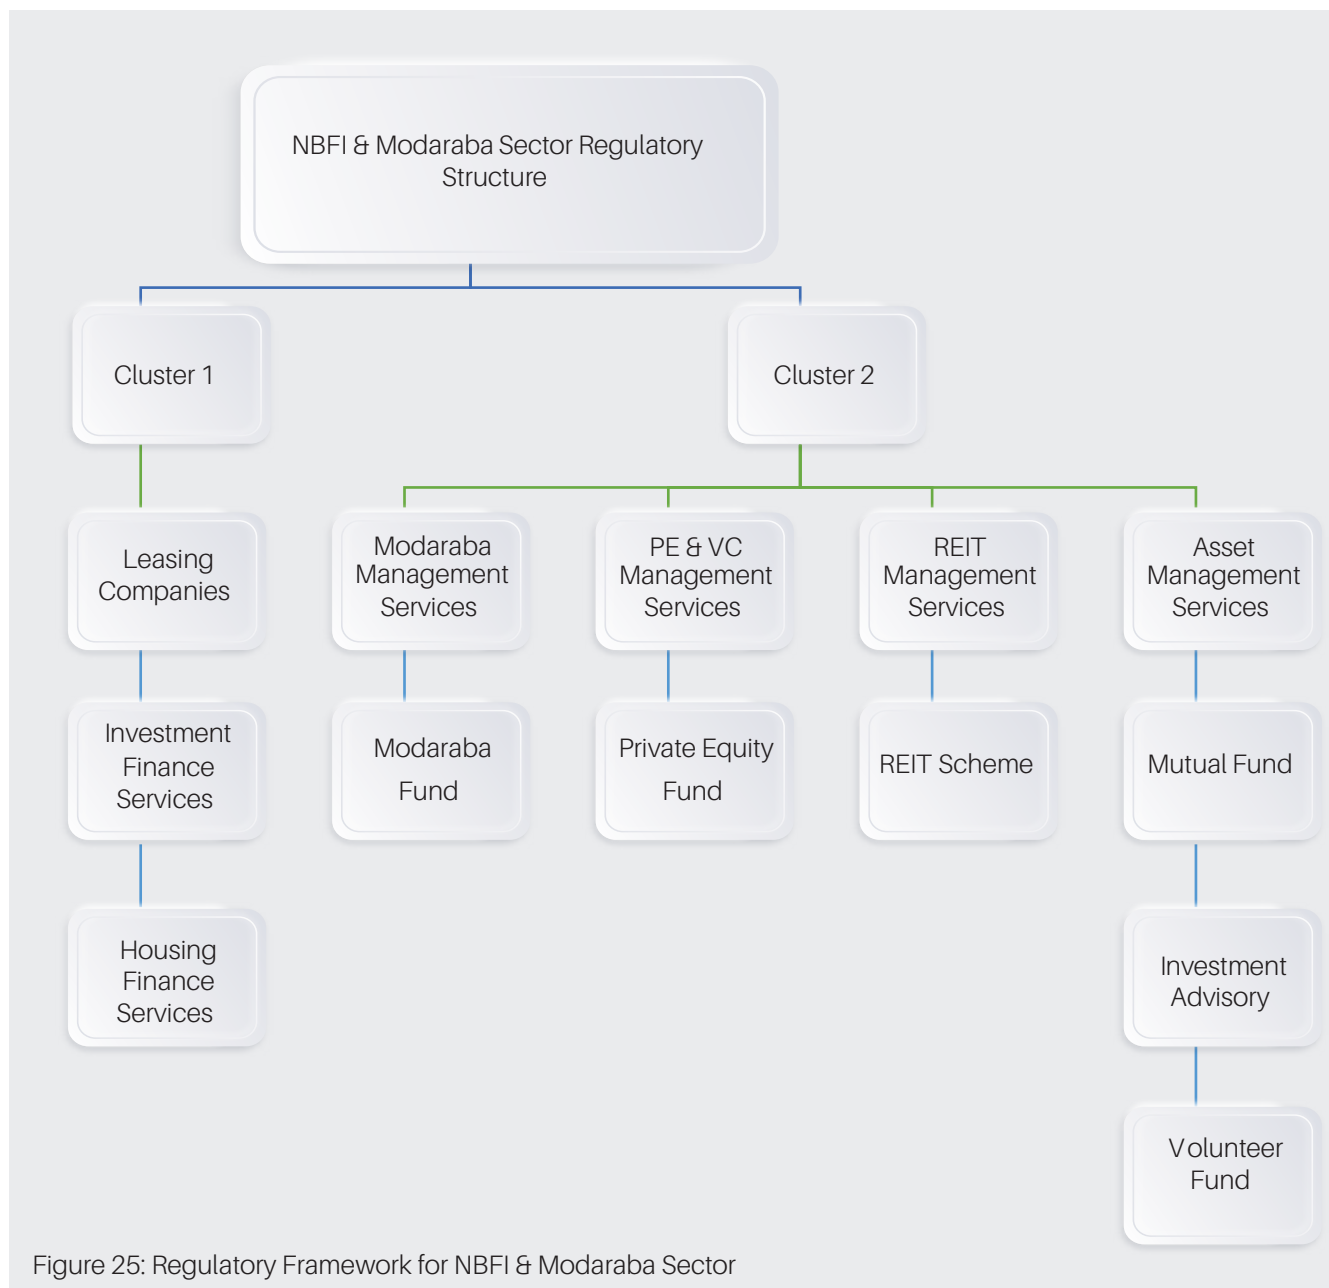 NBFI & Modaraba Sector Regulatory
Structure
Cluster 1
Cluster 2
Leasing
Companies
Modaraba
Management
Services
PE & VC
Management
Services
REIT
Management
Services
Asset
Management
Services
Investment
Finance
Services
Modaraba
Fund
Private Equity
Fund
REIT Scheme
Mutual Fund
Housing
Finance
Services
Investment
Advisory
Volunteer
Fund
Figure 25: Regulatory Framework for NBFI & Modaraba Sector